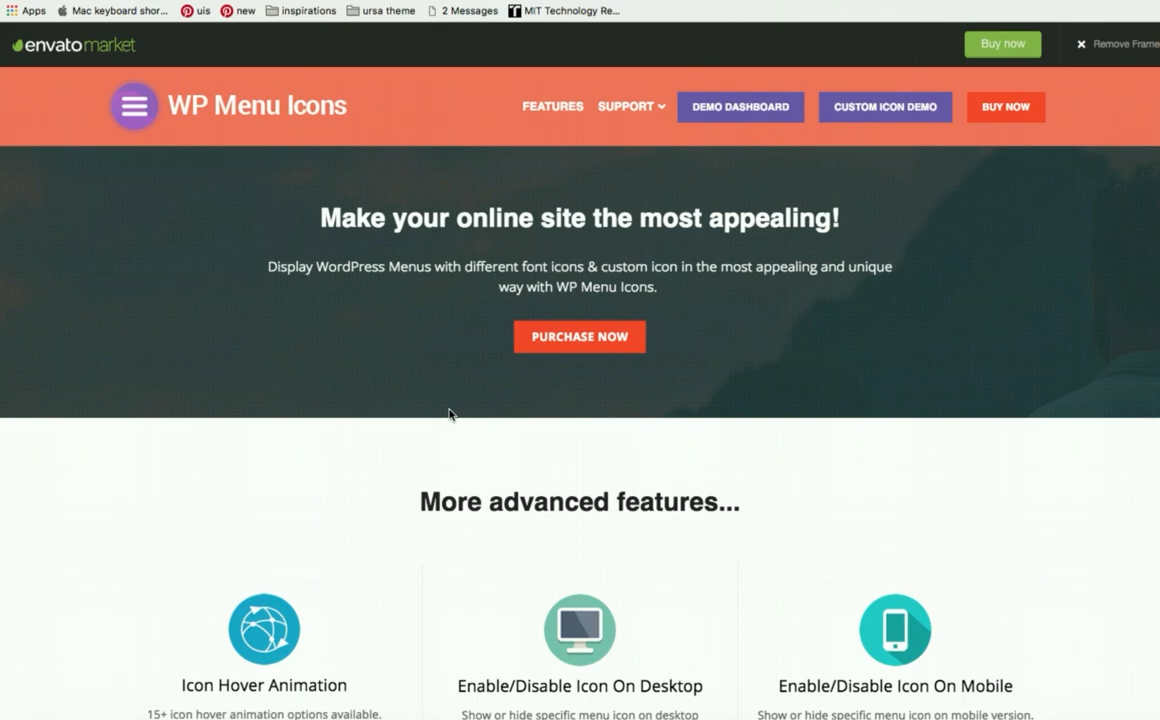 Apps Mac keyboard shor... uis new inspirations ursa theme 2 Messages MIT Technology Re...
envatomarket Buy now × Remove Frame
WP Menu Icons FEATURES SUPPORT DEMO DASHBOARD CUSTOM ICON DEMO BUY NOW
Make your online site the most appealing!
Display WordPress Menus with different font icons & custom icon in the most appealing and unique
way with WP Menu Icons.
PURCHASE NOW
More advanced features...
Icon Hover Animation Enable/Disable Icon On Desktop Enable/Disable Icon On Mobile
15+ icon hover animation options available. Show or hide specific menu icon on desktop Show or hide specific menu icon on mobile version.